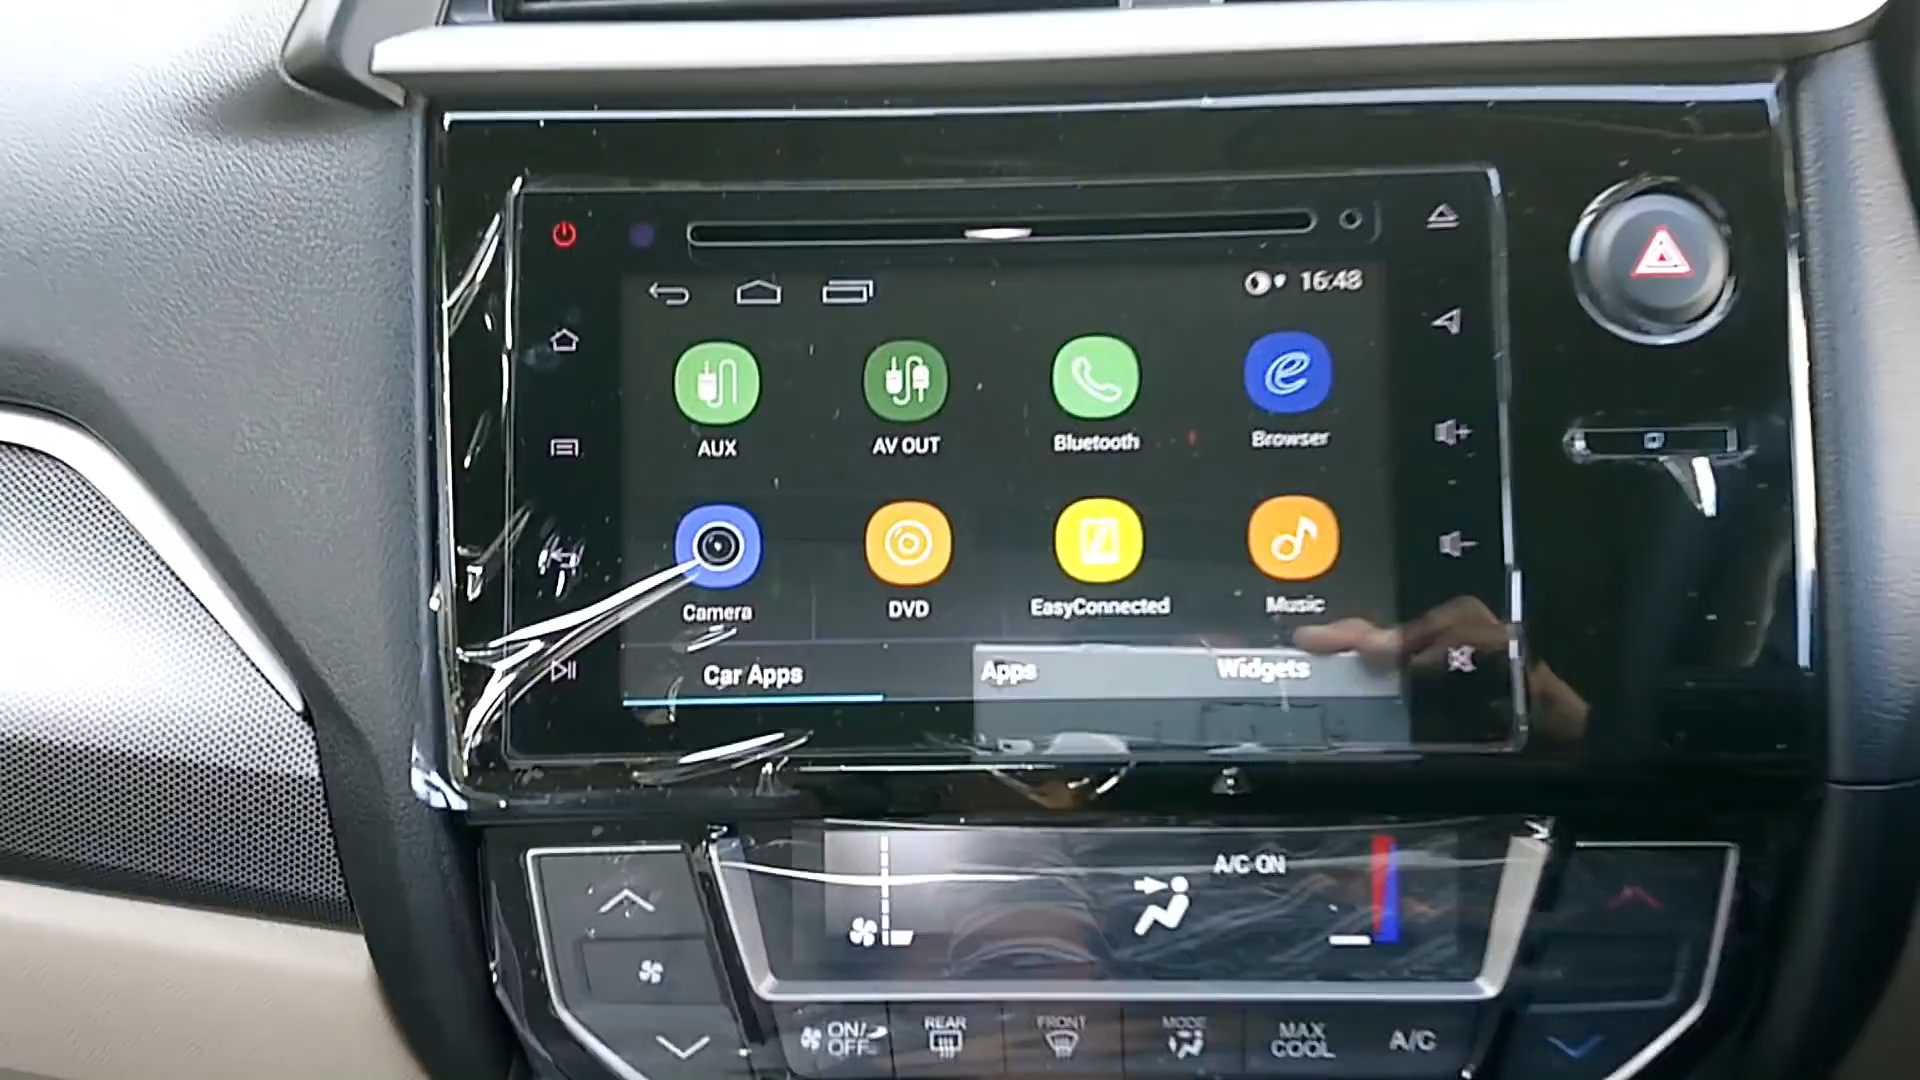 16:48
AUX AV OUT Bluetooth Browser
Camera DVD EasyConnected Music
Car Apps Apps Widgets
A/C ON
ON/OFF REAR FRONT MODE MAX COOL A/C